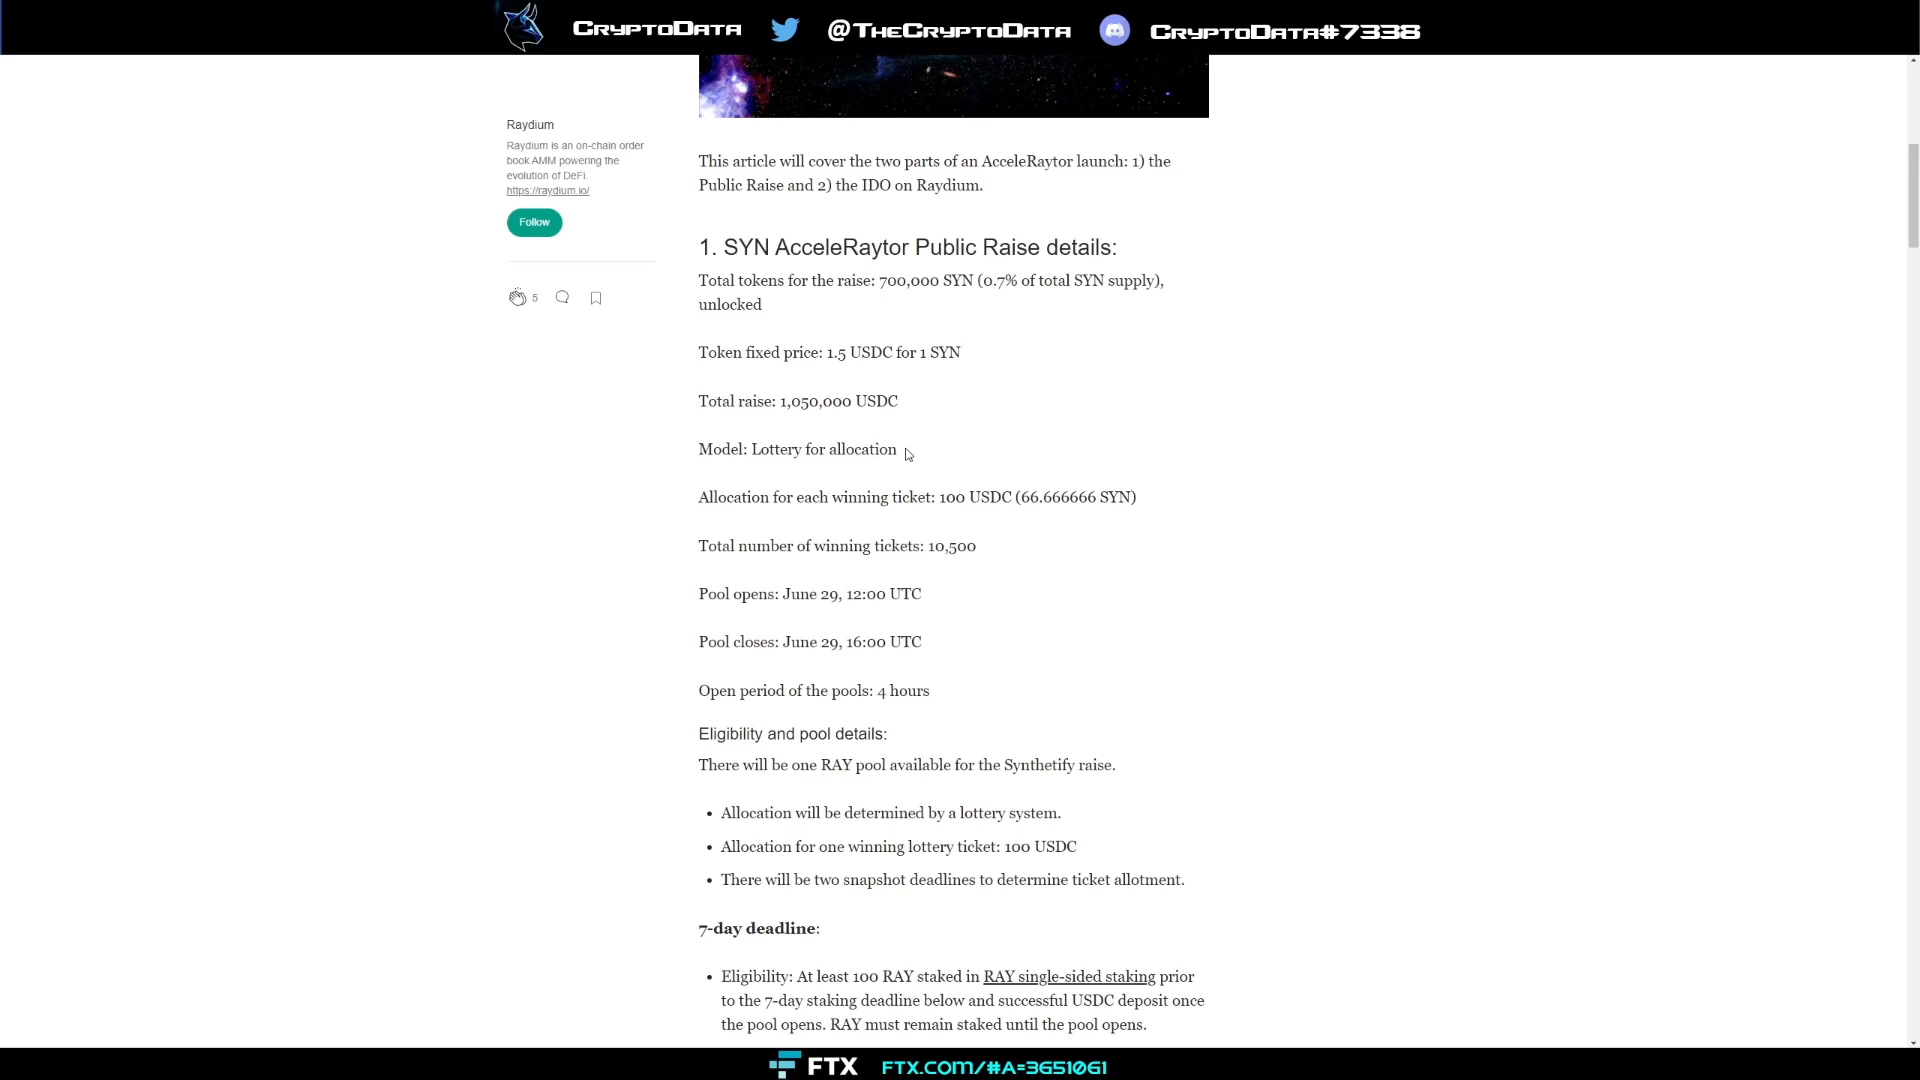 CryptoData @TheCryptoData CryptoData#7338
Raydium
Raydium is an on-chain order
book AMM powering the
evolution of DeFi.
https://raydium.io/
Follow
5
This article will cover the two parts of an AcceleRaytor launch: 1) the
Public Raise and 2) the IDO on Raydium.
1. SYN AcceleRaytor Public Raise details:
Total tokens for the raise: 700,000 SYN (0.7% of total SYN supply),
unlocked
Token fixed price: 1.5 USDC for 1 SYN
Total raise: 1,050,000 USDC
Model: Lottery for allocation
Allocation for each winning ticket: 100 USDC (66.666666 SYN)
Total number of winning tickets: 10,500
Pool opens: June 29, 12:00 UTC
Pool closes: June 29, 16:00 UTC
Open period of the pools: 4 hours
Eligibility and pool details:
There will be one RAY pool available for the Synthetify raise.
• Allocation will be determined by a lottery system.
• Allocation for one winning lottery ticket: 100 USDC
• There will be two snapshot deadlines to determine ticket allotment.
7-day deadline:
• Eligibility: At least 100 RAY staked in RAY single-sided staking prior
to the 7-day staking deadline below and successful USDC deposit once
the pool opens. RAY must remain staked until the pool opens.
FTX FTX.COM/#A=3651061